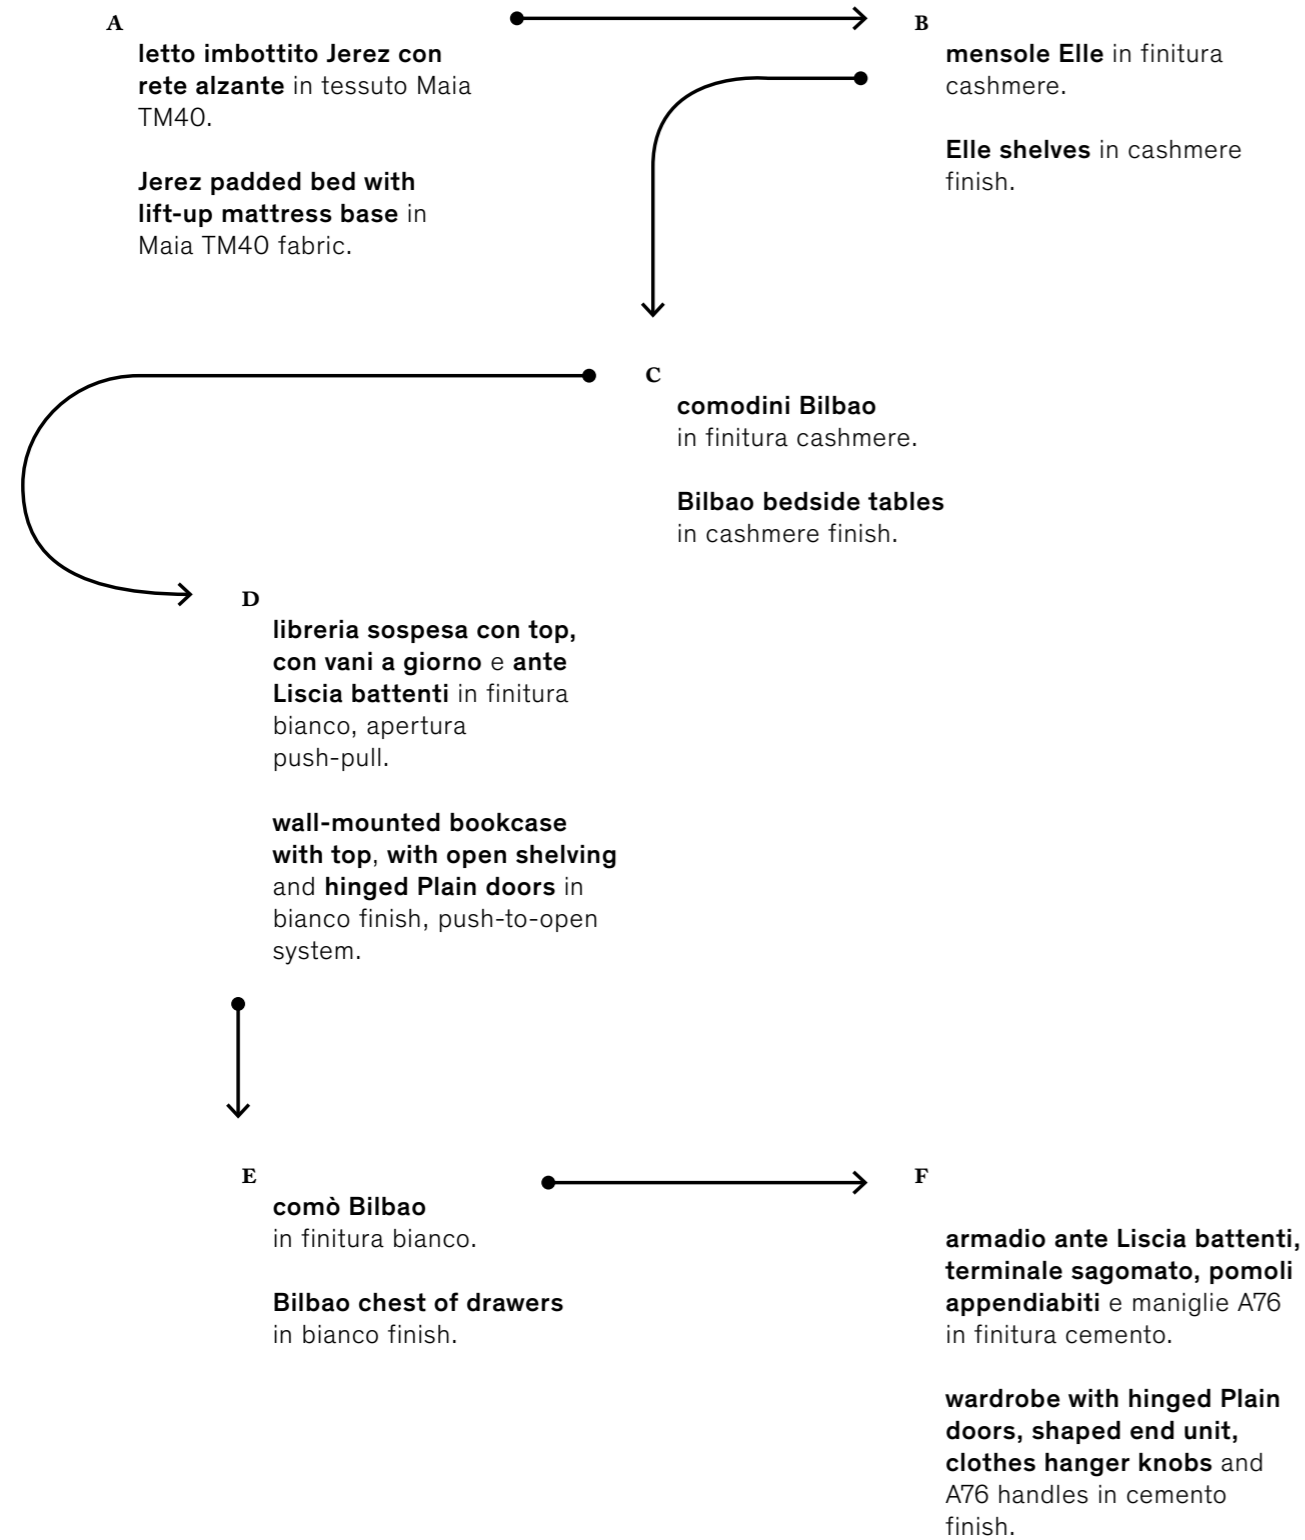 A
letto imbottito Jerez con
rete alzante in tessuto Maia
TM40.
Jerez padded bed with
lift-up mattress base in
Maia TM40 fabric.
B
mensole Elle in finitura
cashmere.
Elle shelves in cashmere
finish.
C
comodini Bilbao
in finitura cashmere.
Bilbao bedside tables
in cashmere finish.
D
libreria sospesa con top,
con vani a giorno e ante
Liscia battenti in finitura
bianco, apertura
push-pull.
wall-mounted bookcase
with top, with open shelving
and hinged Plain doors in
bianco finish, push-to-open
system.
E
comò Bilbao
in finitura bianco.
Bilbao chest of drawers
in bianco finish.
F
armadio ante Liscia battenti,
terminale sagomato, pomoli
appendiabiti e maniglie A76
in finitura cemento.
wardrobe with hinged Plain
doors, shaped end unit,
clothes hanger knobs and
A76 handles in cemento
finish.